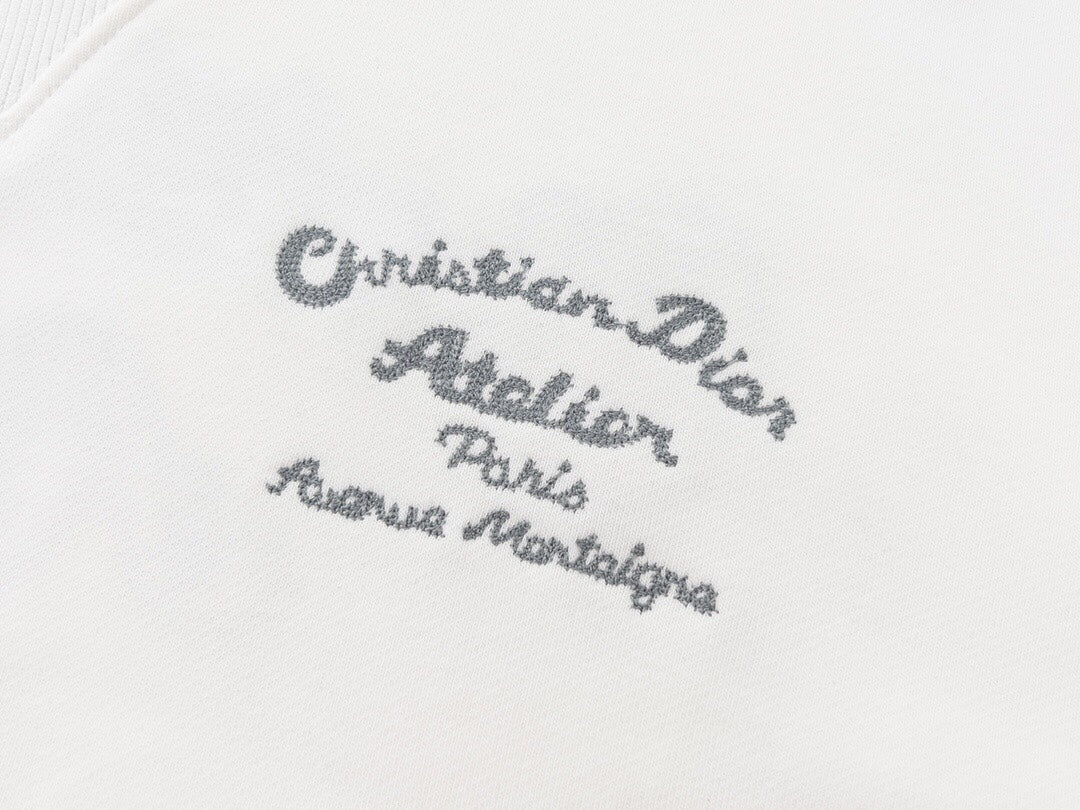 Christian Dior
Atelier
Paris
Avenue Montaigne